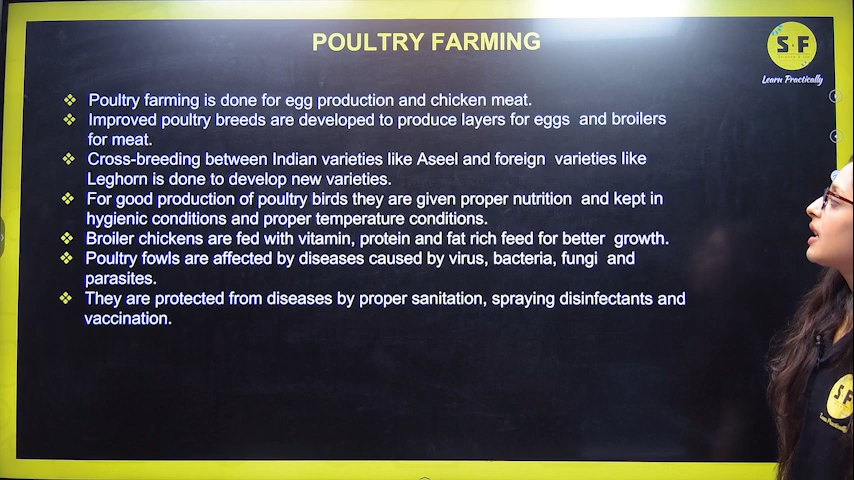 POULTRY FARMING
S F
Learn Practically
❖ Poultry farming is done for egg production and chicken meat.
❖ Improved poultry breeds are developed to produce layers for eggs and broilers
for meat.
❖ Cross-breeding between Indian varieties like Aseel and foreign varieties like
Leghorn is done to develop new varieties.
❖ For good production of poultry birds they are given proper nutrition and kept in
hygienic conditions and proper temperature conditions.
❖ Broiler chickens are fed with vitamin, protein and fat rich feed for better growth.
❖ Poultry fowls are affected by diseases caused by virus, bacteria, fungi and
parasites.
❖ They are protected from diseases by proper sanitation, spraying disinfectants and
vaccination.
S F
Learn Practically